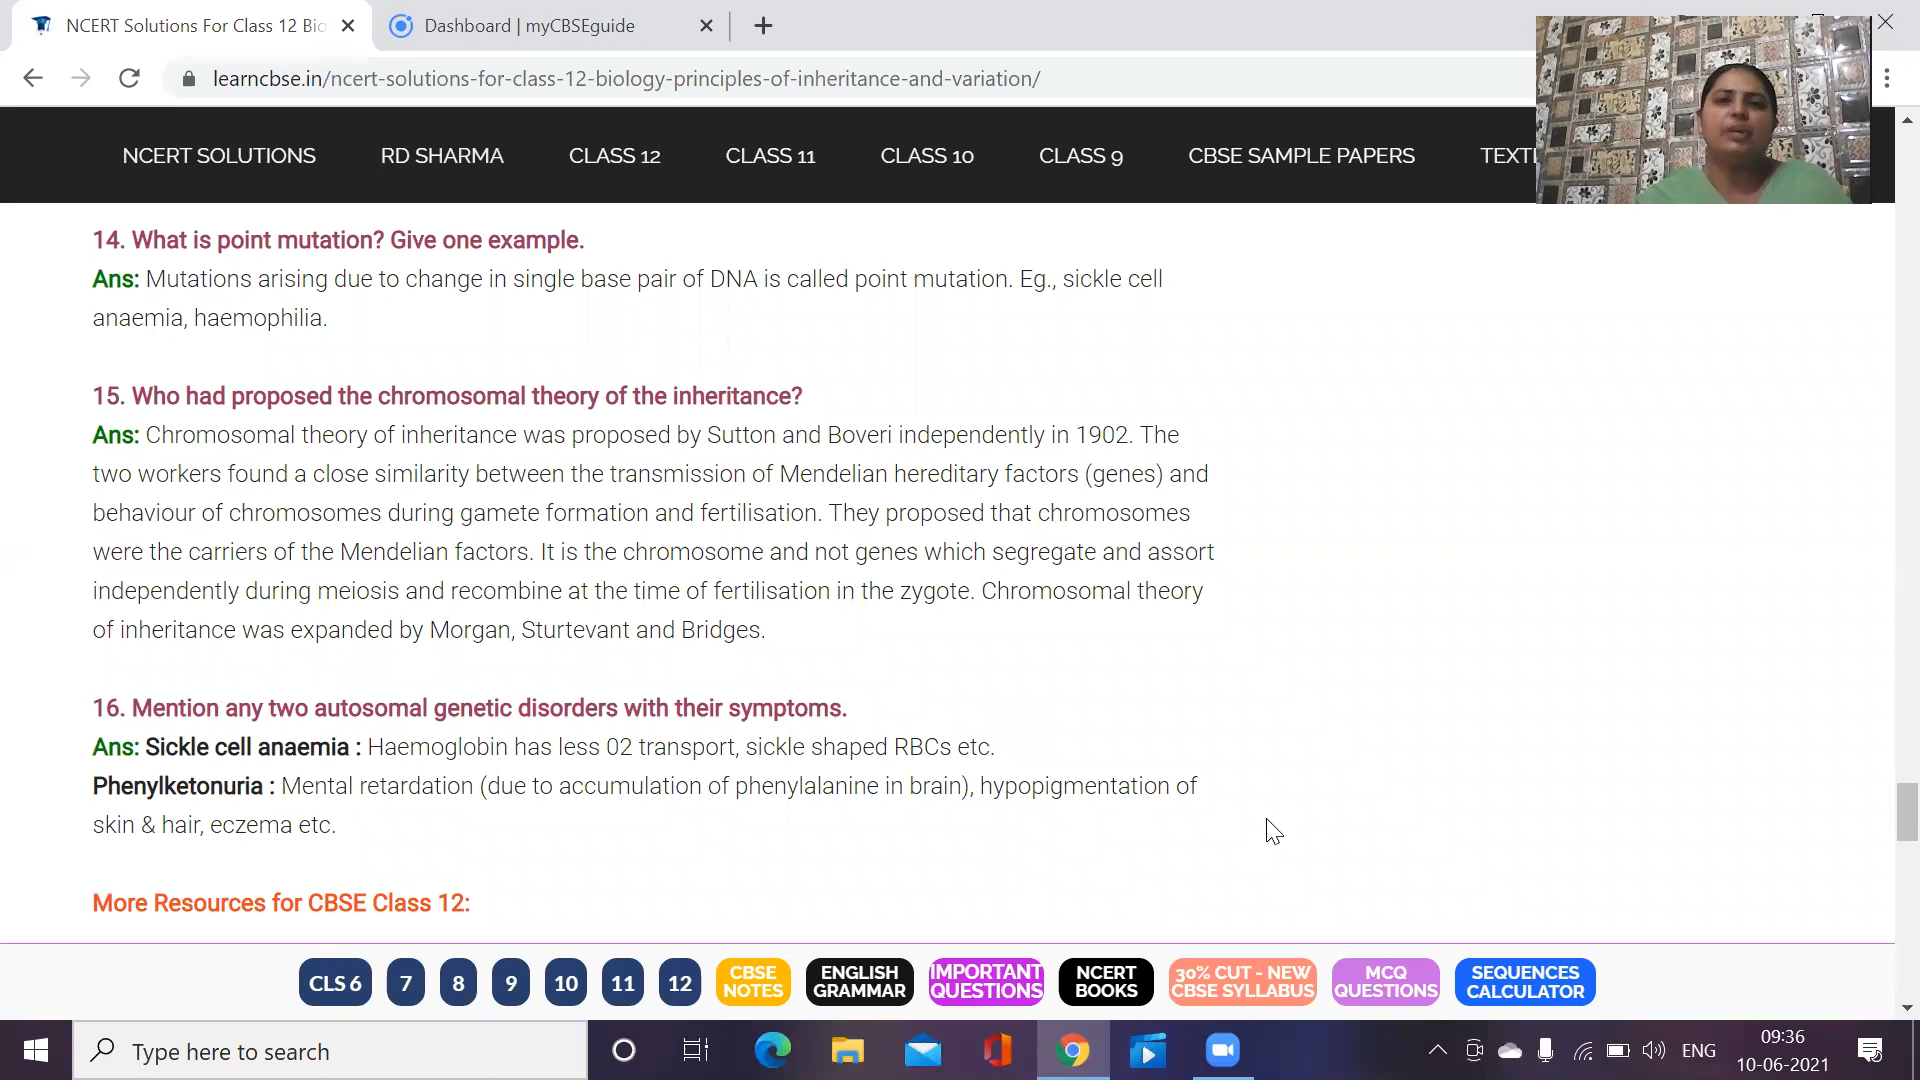 NCERT Solutions For Class 12 Bio
Dashboard | myCBSEguide
learncbse.in/ncert-solutions-for-class-12-biology-principles-of-inheritance-and-variation/
NCERT SOLUTIONS RD SHARMA CLASS 12 CLASS 11 CLASS 10 CLASS 9 CBSE SAMPLE PAPERS
14. What is point mutation? Give one example.
Ans: Mutations arising due to change in single base pair of DNA is called point mutation. Eg., sickle cell
anaemia, haemophilia.
15. Who had proposed the chromosomal theory of the inheritance?
Ans: Chromosomal theory of inheritance was proposed by Sutton and Boveri independently in 1902. The
two workers found a close similarity between the transmission of Mendelian hereditary factors (genes) and
behaviour of chromosomes during gamete formation and fertilisation. They proposed that chromosomes
were the carriers of the Mendelian factors. It is the chromosome and not genes which segregate and assort
independently during meiosis and recombine at the time of fertilisation in the zygote. Chromosomal theory
of inheritance was expanded by Morgan, Sturtevant and Bridges.
16. Mention any two autosomal genetic disorders with their symptoms.
Ans: Sickle cell anaemia : Haemoglobin has less 02 transport, sickle shaped RBCs etc.
Phenylketonuria : Mental retardation (due to accumulation of phenylalanine in brain), hypopigmentation of
skin & hair, eczema etc.
More Resources for CBSE Class 12:
CLS 6 7 8 9 10 11 12
CBSE NOTES
ENGLISH GRAMMAR
IMPORTANT QUESTIONS
NCERT BOOKS
30% CUT - NEW CBSE SYLLABUS
MCQ QUESTIONS
SEQUENCES CALCULATOR
Type here to search
ENG
09:36
10-06-2021